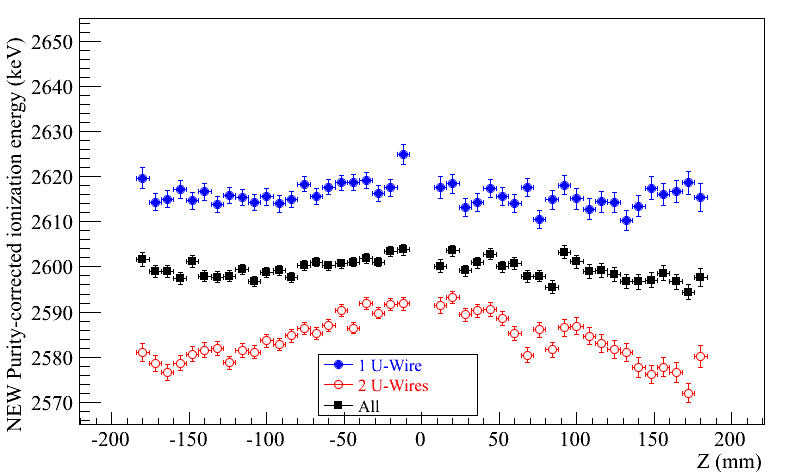 NEW Purity-corrected ionization energy (keV)
2650
2640
2630
2620
2610
2600
2590
2580
2570
1 U-Wire
2 U-Wires
All
-200 -150 -100 -50 0 50 100 150 200
Z (mm)